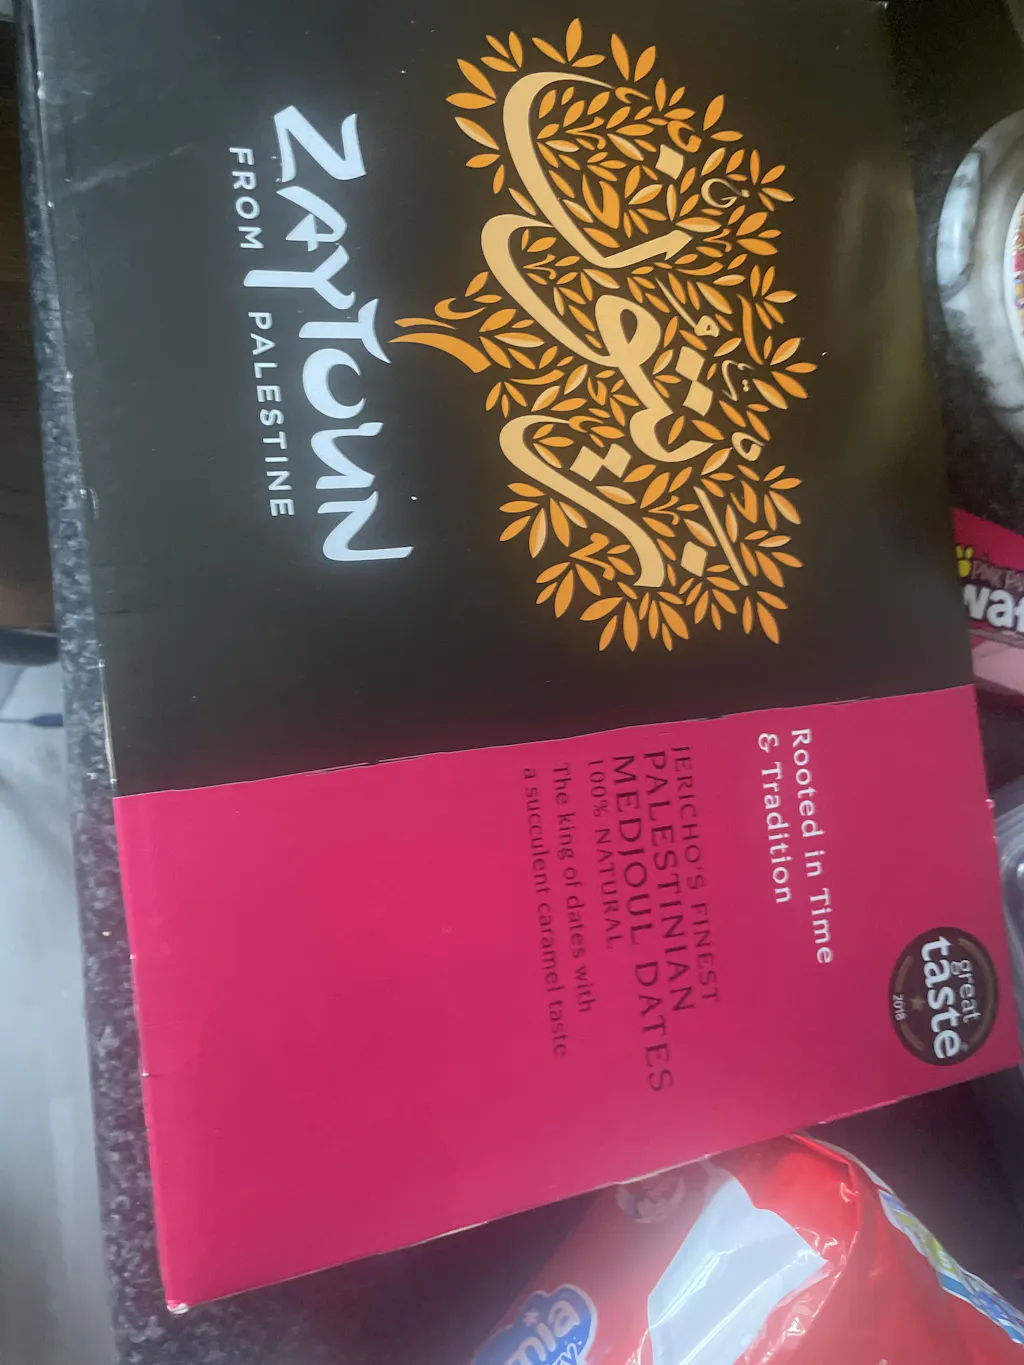 زيتون
ZAYTOUN
FROM PALESTINE
Rooted in Time
& Tradition
JERICHO'S FINEST
PALESTINIAN
MEDJOUL DATES
100% NATURAL
The king of dates with
a succulent caramel taste
great
taste
2018